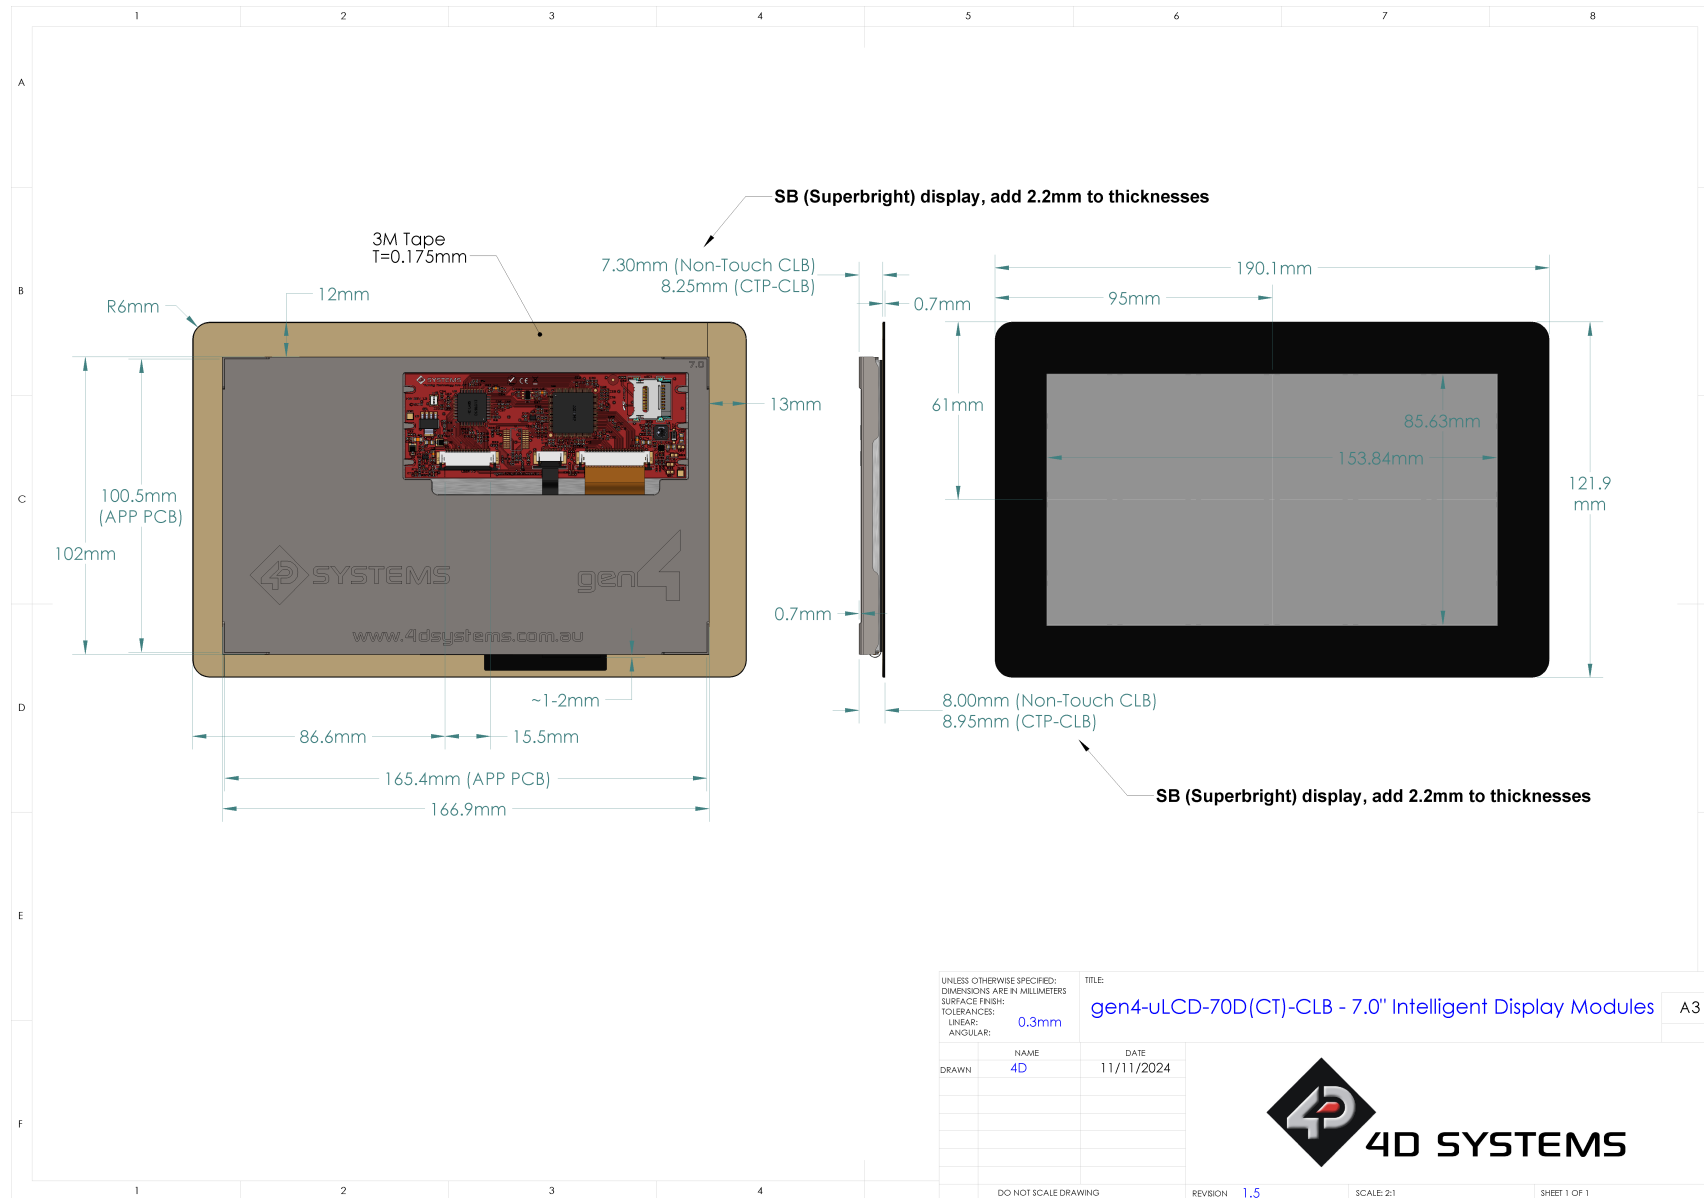 1 2 3 4 5 6 7 8
A
SB (Superbright) display, add 2.2mm to thicknesses
3M Tape
T=0.175mm
7.30mm (Non-Touch CLB)
8.25mm (CTP-CLB)
190.1mm
B
12mm
95mm
R6mm
0.7mm
7.0
4D SYSTEMS
CE
13mm
61mm
85.63mm
153.84mm
121.9
mm
C
100.5mm
(APP PCB)
102mm
4D SYSTEMS
gen4
0.7mm
www.4dsystems.com.au
~1-2mm
8.00mm (Non-Touch CLB)
8.95mm (CTP-CLB)
D
86.6mm
15.5mm
165.4mm (APP PCB)
166.9mm
SB (Superbright) display, add 2.2mm to thicknesses
E
UNLESS OTHERWISE SPECIFIED:
DIMENSIONS ARE IN MILLIMETERS
SURFACE FINISH:
TOLERANCES:
LINEAR: 0.3mm
ANGULAR:
TITLE:
gen4-uLCD-70D(CT)-CLB - 7.0" Intelligent Display Modules
A3
NAME DATE
DRAWN 4D 11/11/2024
F
4D SYSTEMS
1 2 3 4
DO NOT SCALE DRAWING
REVISION 1.5
SCALE: 2:1
SHEET 1 OF 1